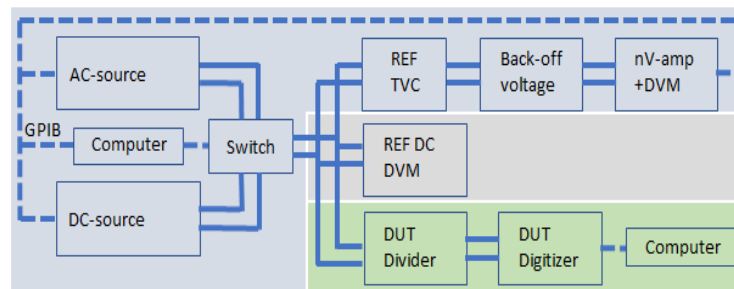 AC-source
GPIB
Computer
Switch
DC-source
REF
TVC
Back-off
voltage
nV-amp
+DVM
REF DC
DVM
DUT
Divider
DUT
Digitizer
Computer